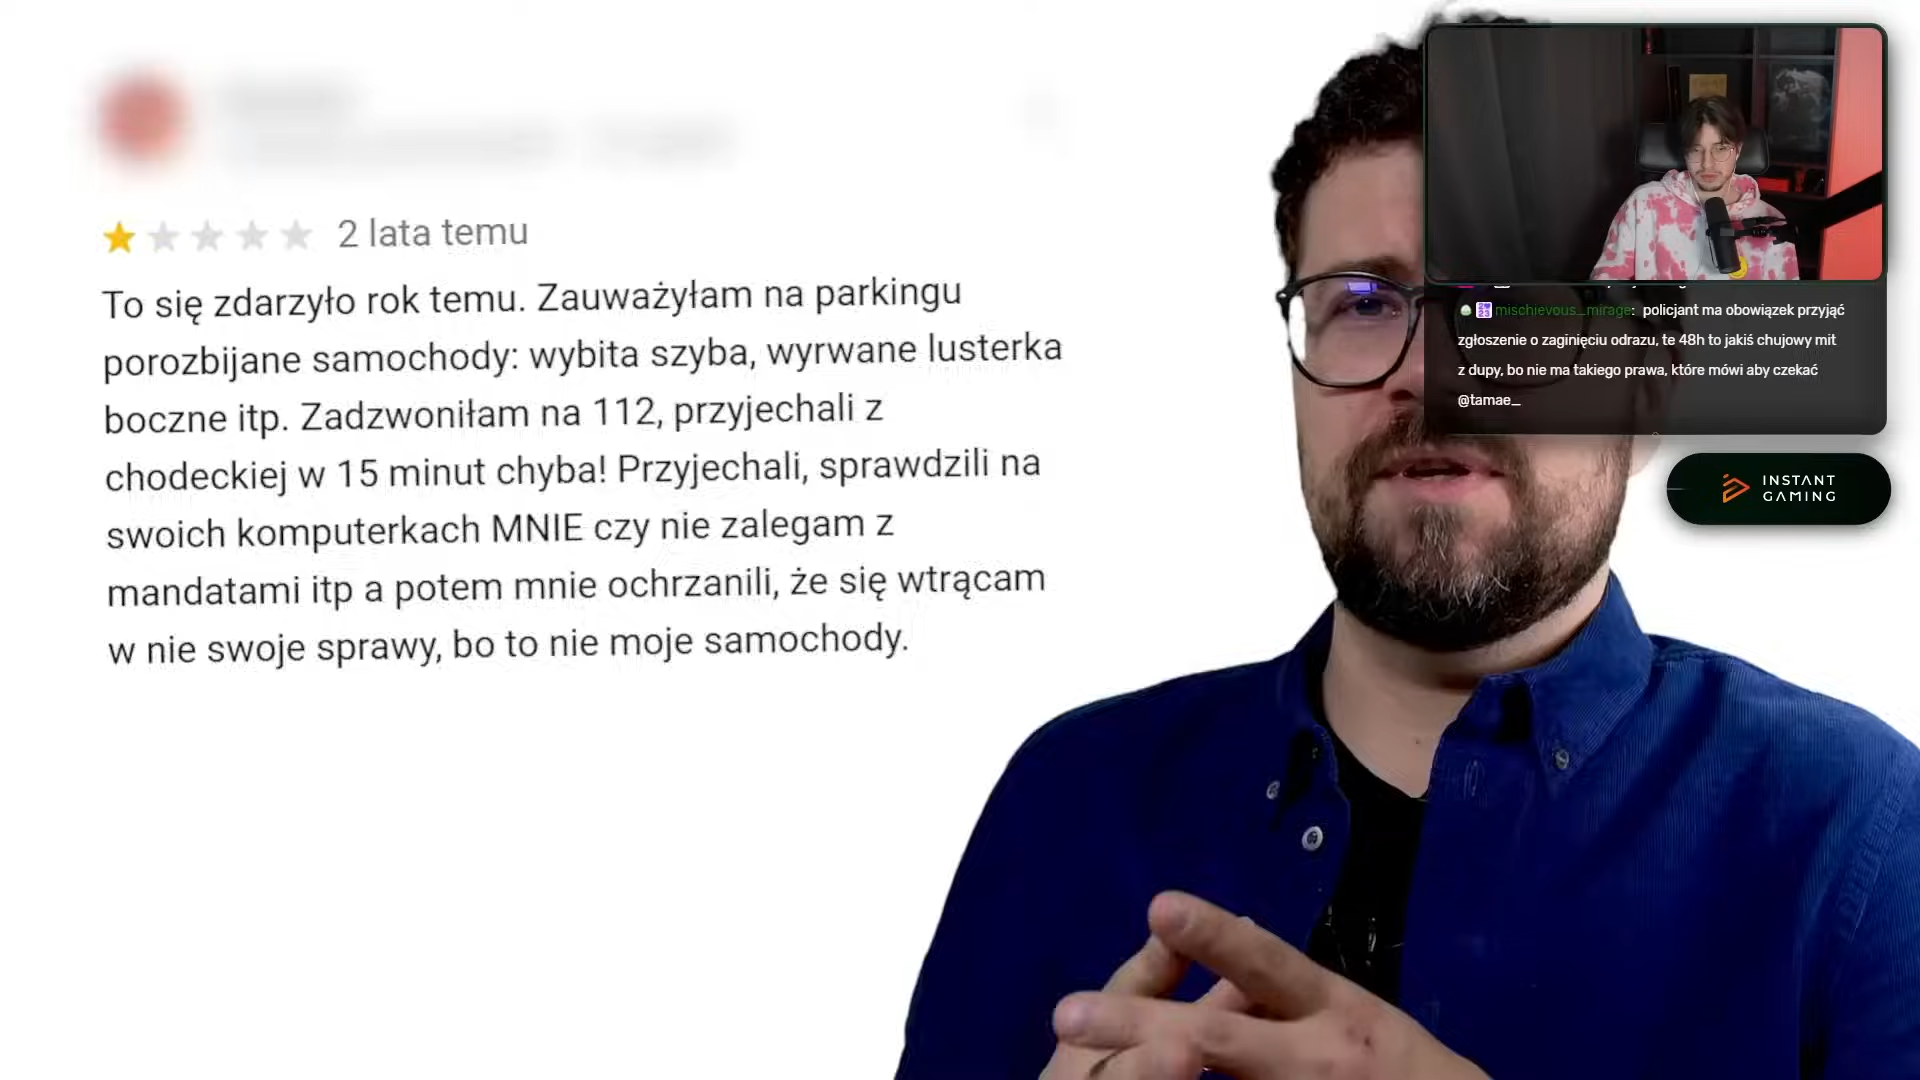 2 lata temu
To się zdarzyło rok temu. Zauważyłam na parkingu
porozbijane samochody: wybita szyba, wyrwane lusterka
boczne itp. Zadzwoniłam na 112, przyjechali z
chodeckiej w 15 minut chyba! Przyjechali, sprawdzili na
swoich komputerkach MNIE czy nie zalegam z
mandatami itp a potem mnie ochrzanili, że się wtrącam
w nie swoje sprawy, bo to nie moje samochody.
mischievous_mirage: policjant ma obowiązek przyjąć
zgłoszenie o zaginięciu odrazu, te 48h to jakiś chujowy mit
z dupy, bo nie ma takiego prawa, które mówi aby czekać
@tamae_
INSTANT
GAMING